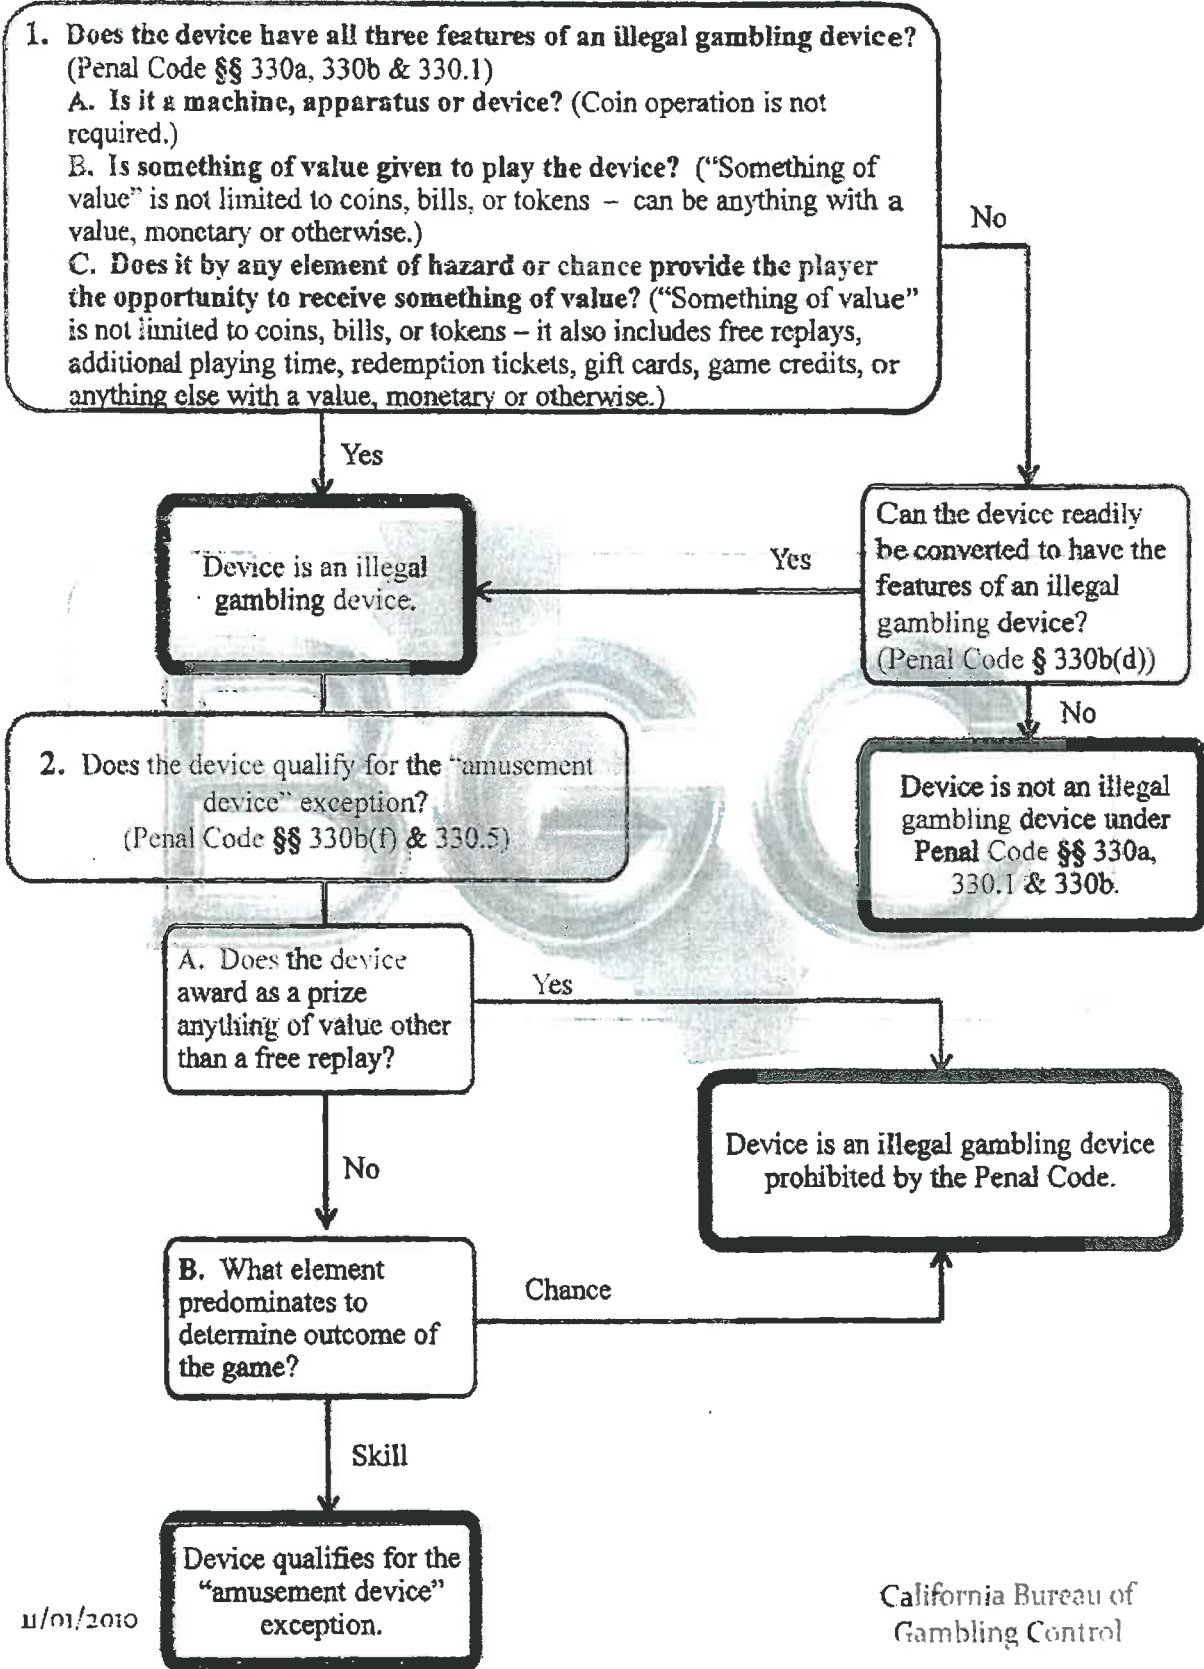 1. Does the device have all three features of an illegal gambling device?
(Penal Code §§ 330a, 330b & 330.1)
A. Is it a machine, apparatus or device? (Coin operation is not
required.)
B. Is something of value given to play the device? (“Something of
value” is not limited to coins, bills, or tokens – can be anything with a
value, monetary or otherwise.)
C. Does it by any element of hazard or chance provide the player
the opportunity to receive something of value? (“Something of value”
is not limited to coins, bills, or tokens – it also includes free replays,
additional playing time, redemption tickets, gift cards, game credits, or
anything else with a value, monetary or otherwise.)
No
Yes
Device is an illegal
gambling device.
Yes
Can the device readily
be converted to have the
features of an illegal
gambling device?
(Penal Code § 330b(d))
No
2. Does the device qualify for the “amusement
device” exception?
(Penal Code §§ 330b(f) & 330.5)
Device is not an illegal
gambling device under
Penal Code §§ 330a,
330.1 & 330b.
BGC
A. Does the device
award as a prize
anything of value other
than a free replay?
Yes
Device is an illegal gambling device
prohibited by the Penal Code.
No
B. What element
predominates to
determine outcome of
the game?
Chance
Skill
Device qualifies for the
“amusement device”
exception.
11/01/2010
California Bureau of
Gambling Control